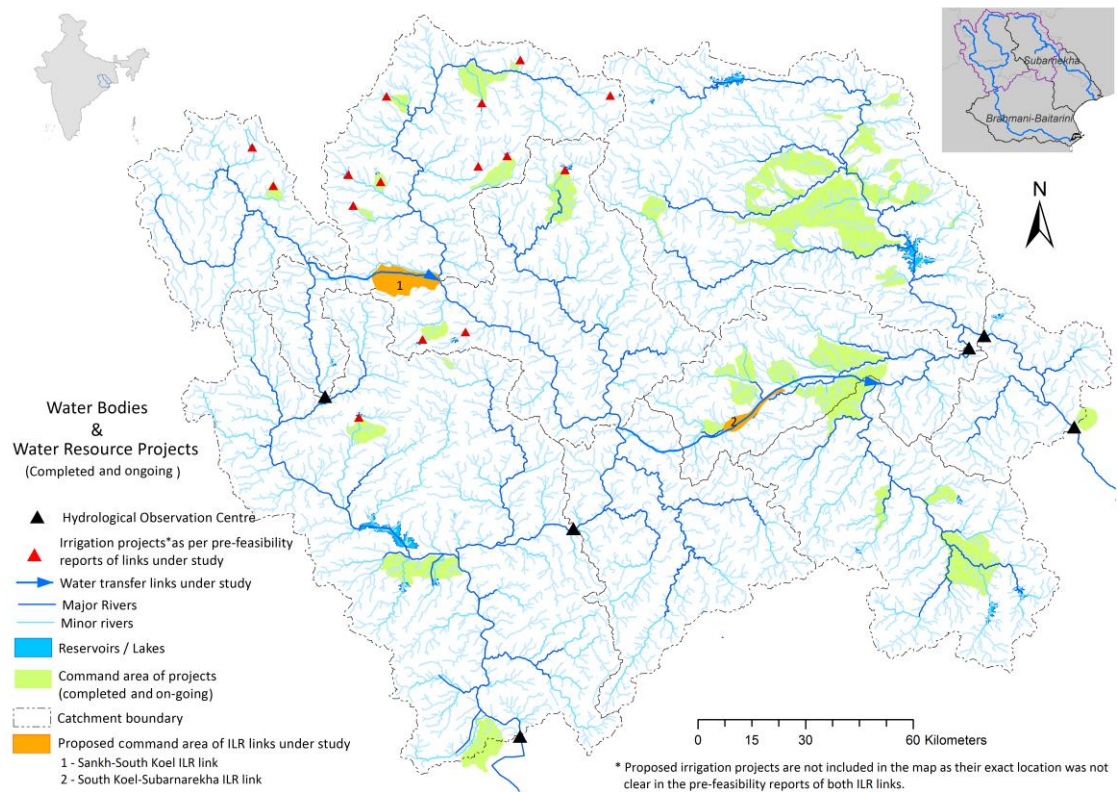 Subarnekha
Brahmani-Baitarini
N
1
2
Water Bodies
&
Water Resource Projects
(Completed and ongoing )
Hydrological Observation Centre
Irrigation projects*as per pre-feasibility
reports of links under study
Water transfer links under study
Major Rivers
Minor rivers
Reservoirs / Lakes
Command area of projects
(completed and on-going)
Catchment boundary
Proposed command area of ILR links under study
1 - Sankh-South Koel ILR link
2 - South Koel-Subarnarekha ILR link
0 15 30 60 Kilometers
* Proposed irrigation projects are not included in the map as their exact location was not
clear in the pre-feasibility reports of both ILR links.